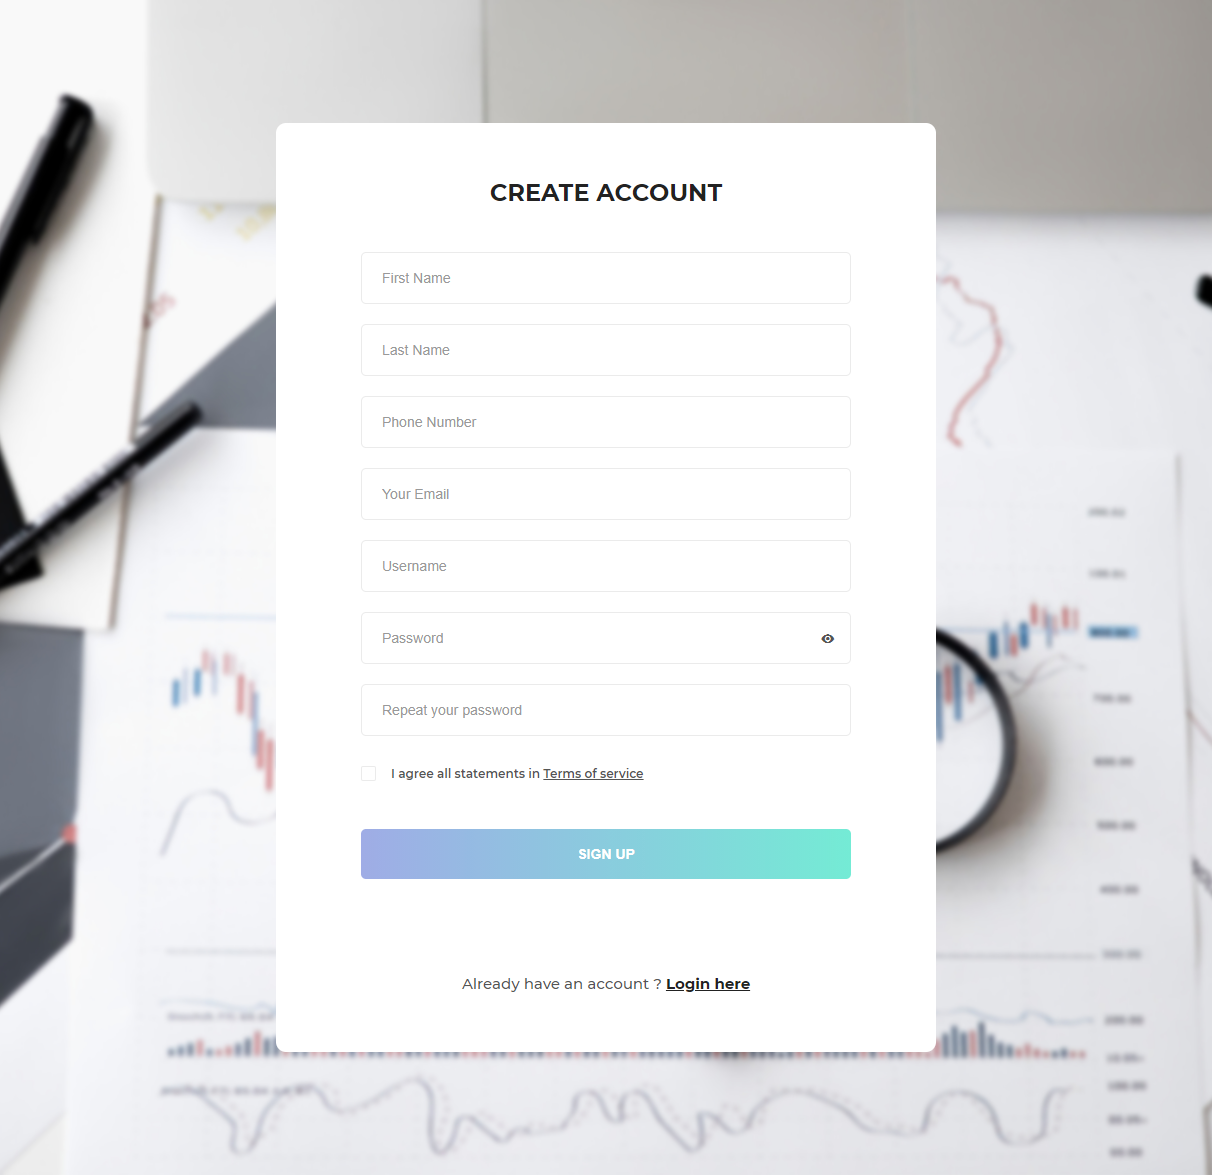 CREATE ACCOUNT
First Name
Last Name
Phone Number
Your Email
Username
Password
Repeat your password
I agree all statements in Terms of service
SIGN UP
Already have an account ? Login here